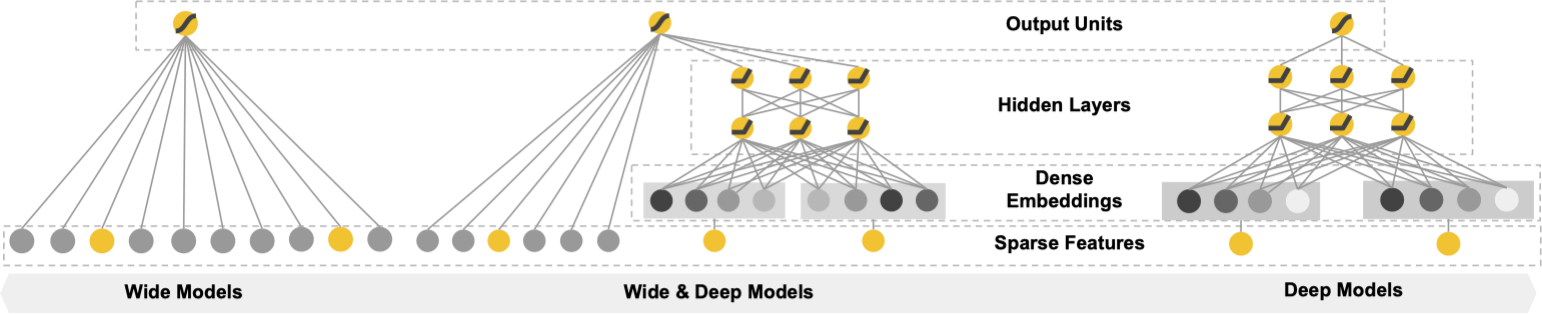 Output Units
Hidden Layers
Dense
Embeddings
Sparse Features
Wide Models
Wide & Deep Models
Deep Models